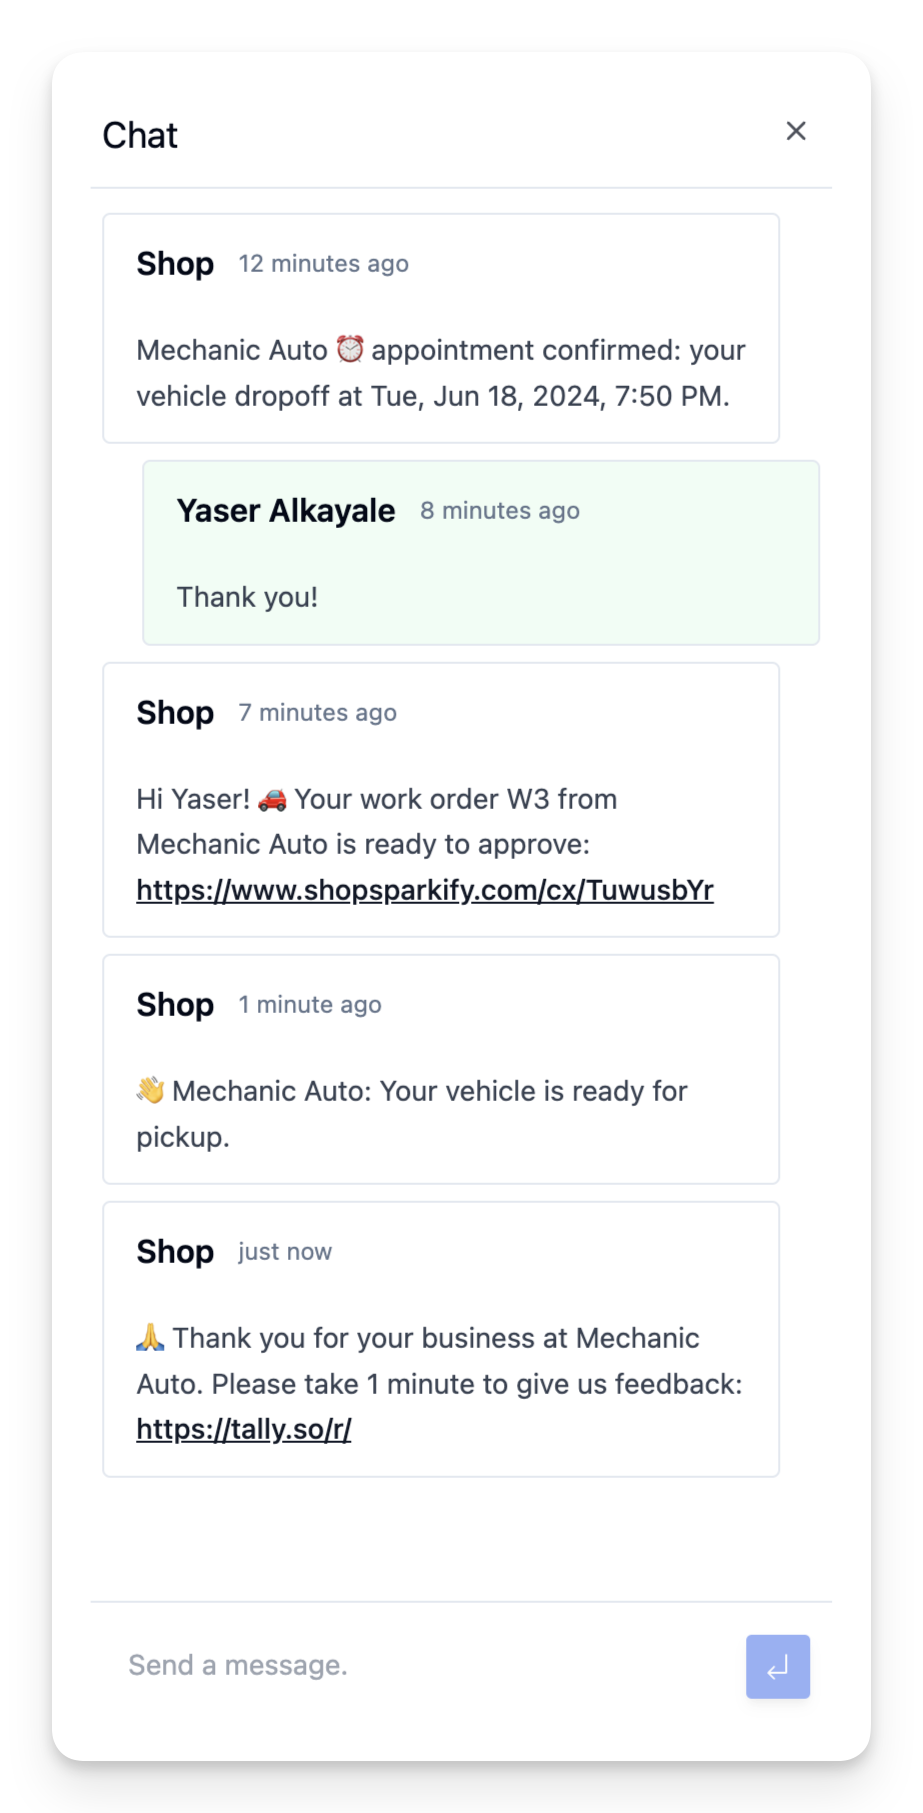 Chat
Shop 12 minutes ago
Mechanic Auto ⏰ appointment confirmed: your
vehicle dropoff at Tue, Jun 18, 2024, 7:50 PM.
Yaser Alkayale 8 minutes ago
Thank you!
Shop 7 minutes ago
Hi Yaser! 🚗 Your work order W3 from
Mechanic Auto is ready to approve:
https://www.shopsparkify.com/cx/TuwusbYr
Shop 1 minute ago
👋 Mechanic Auto: Your vehicle is ready for
pickup.
Shop just now
🙏 Thank you for your business at Mechanic
Auto. Please take 1 minute to give us feedback:
https://tally.so/r/
Send a message.